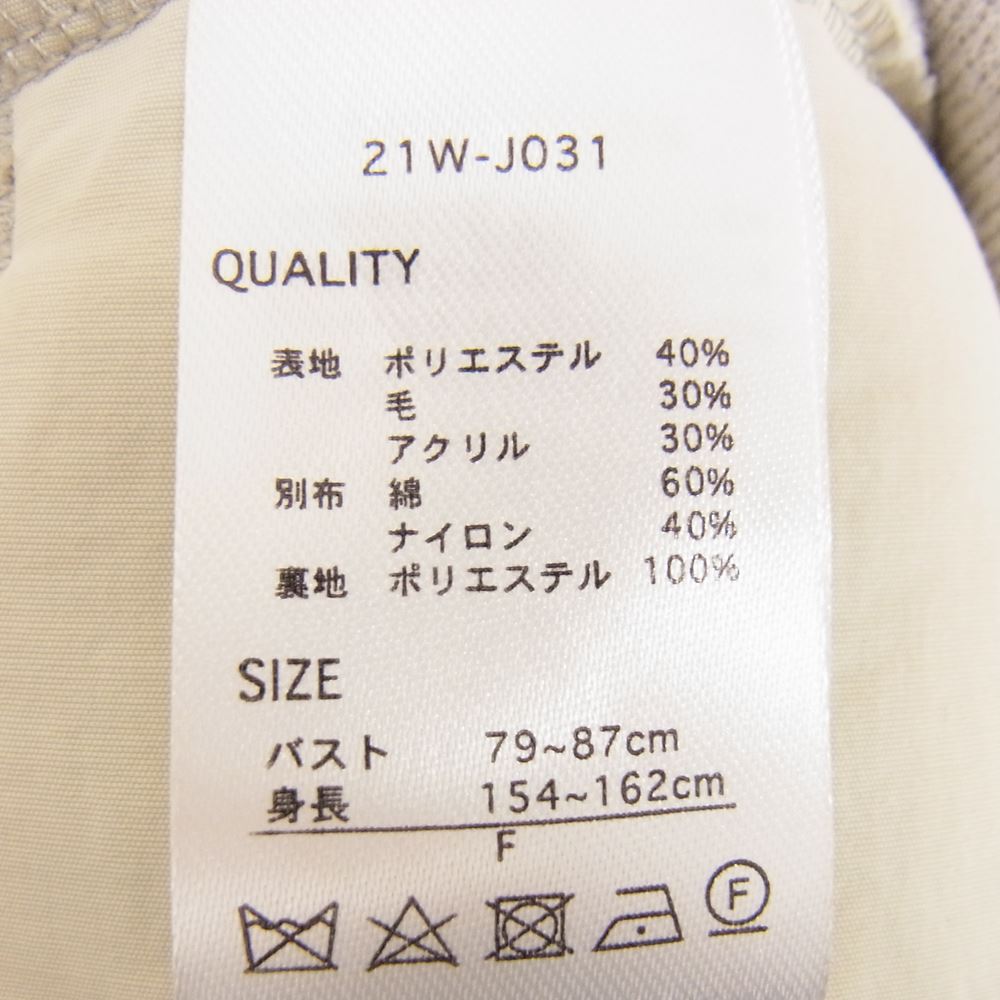 21W-J031
QUALITY
表地 ポリエステル 40%
毛 30%
アクリル 30%
別布 綿 60%
ナイロン 40%
裏地 ポリエステル 100%
SIZE
バスト 79~87cm
身長 154~162cm
F
F